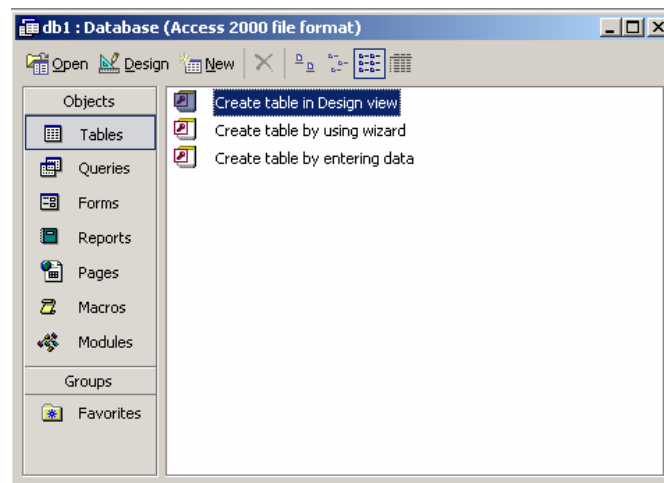 db1 : Database (Access 2000 file format)
Open Design New
Objects
Tables
Queries
Forms
Reports
Pages
Macros
Modules
Groups
Favorites
Create table in Design view
Create table by using wizard
Create table by entering data